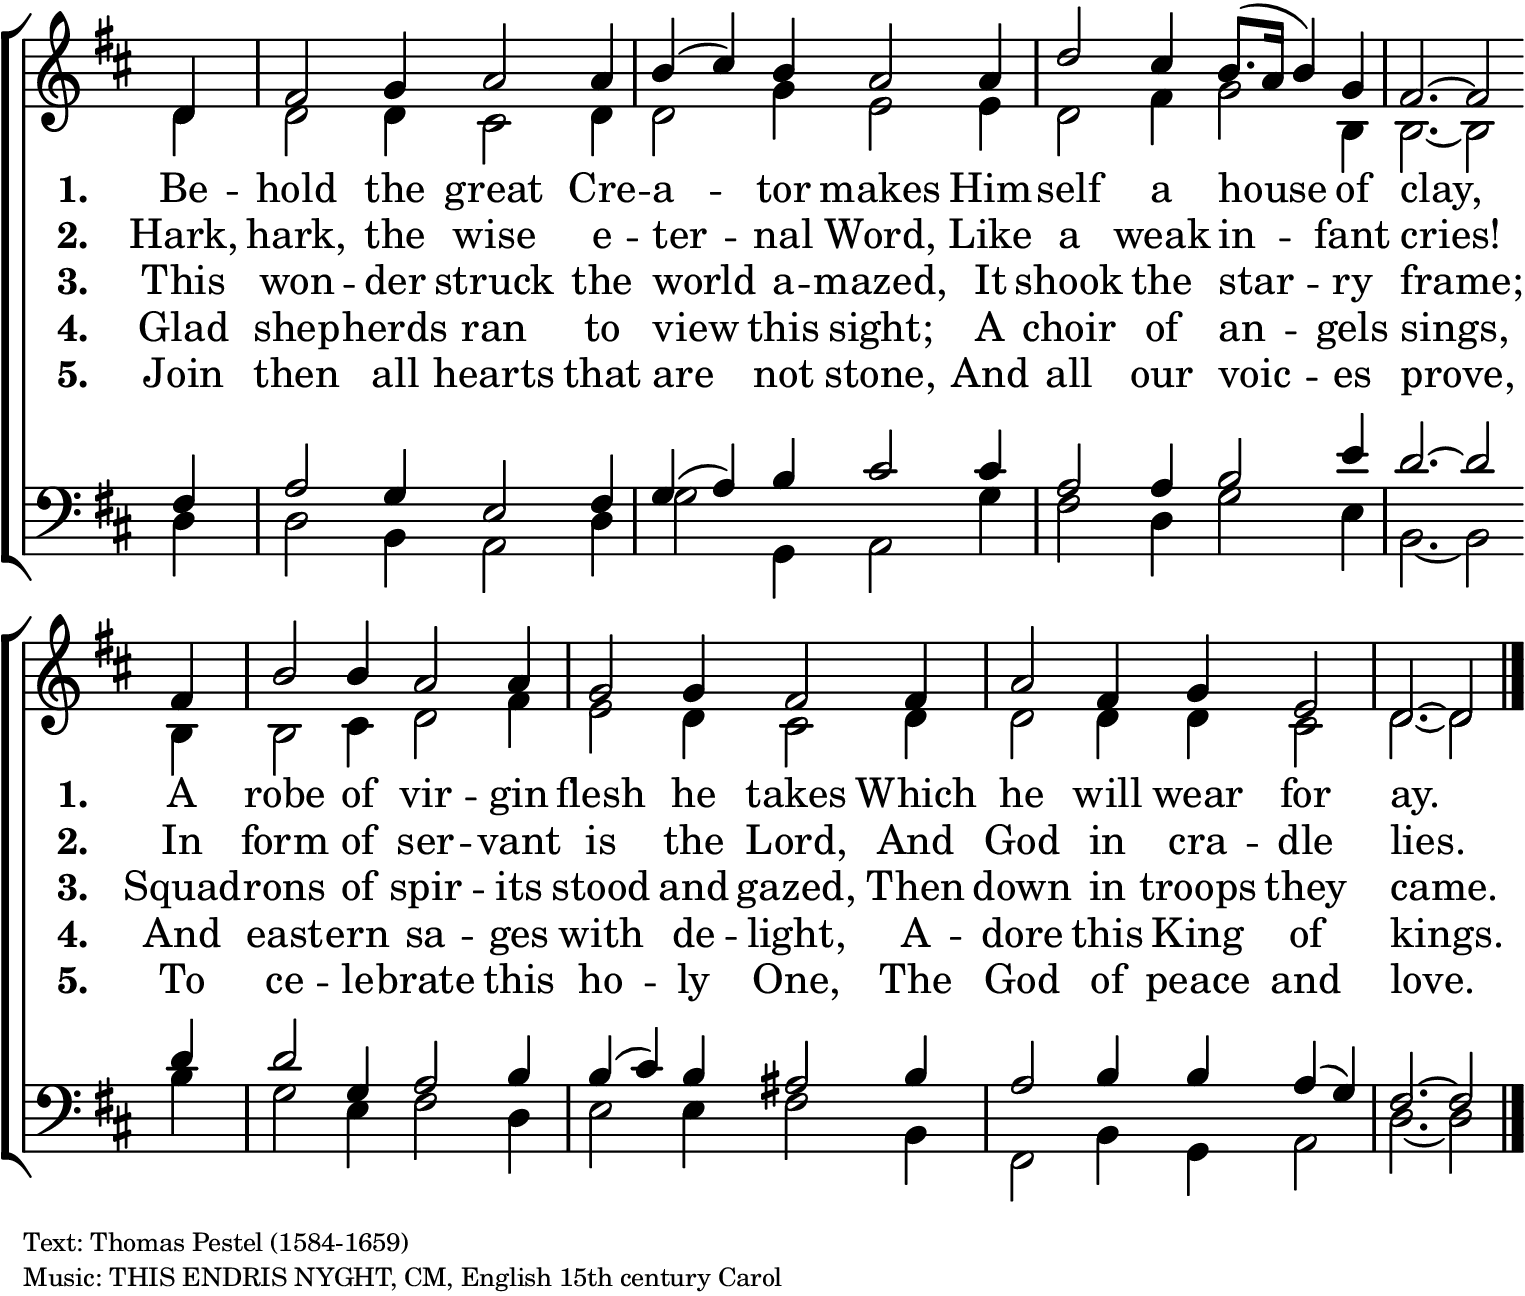 1. Be - hold the great Cre - a - tor makes Him - self a house of clay,
2. Hark, hark, the wise e - ter - nal Word, Like a weak in - fant cries!
3. This won - der struck the world a - mazed, It shook the star - ry frame;
4. Glad shepherds ran to view this sight; A choir of an - gels sings,
5. Join then all hearts that are not stone, And all our voic - es prove,
1. A robe of vir - gin flesh he takes Which he will wear for ay.
2. In form of ser - vant is the Lord, And God in cra - dle lies.
3. Squadrons of spir - its stood and gazed, Then down in troops they came.
4. And eastern sa - ges with de - light, A - dore this King of kings.
5. To ce - lebrate this ho - ly One, The God of peace and love.
Text: Thomas Pestel (1584-1659)
Music: THIS ENDRIS NYGHT, CM, English 15th century Carol